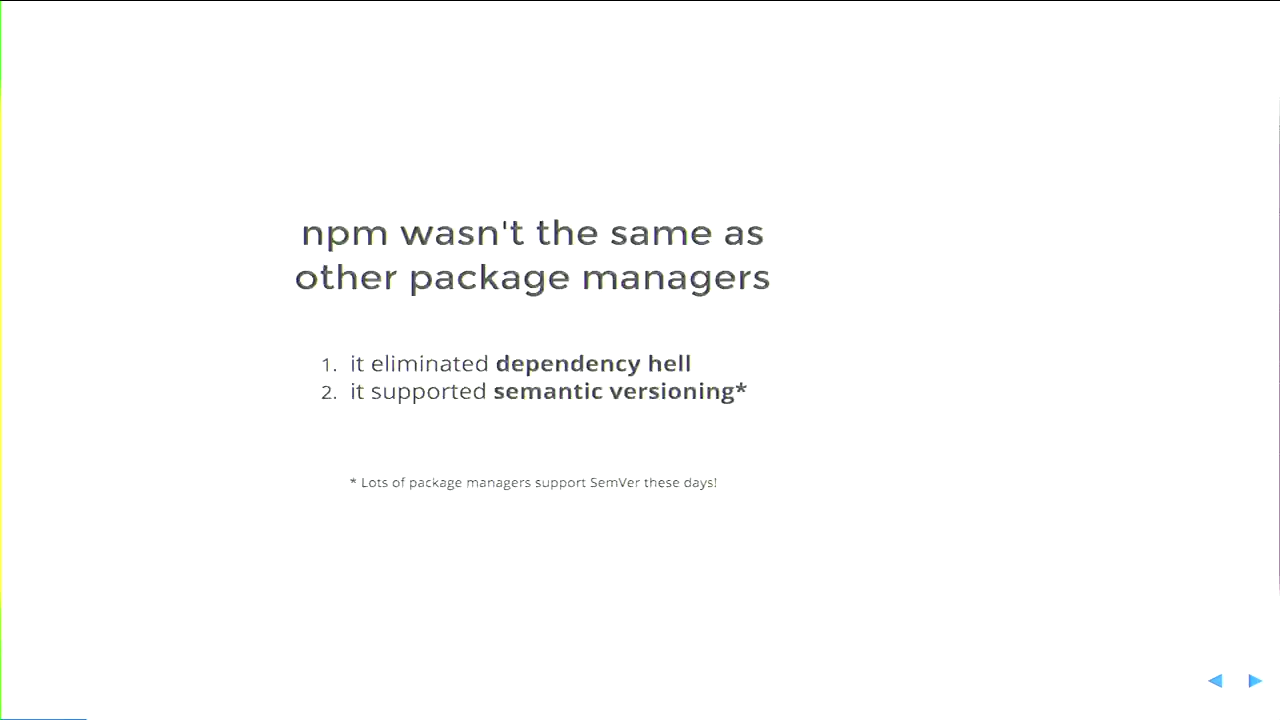 npm wasn't the same as
other package managers
1. it eliminated dependency hell
2. it supported semantic versioning*
* Lots of package managers support SemVer these days!